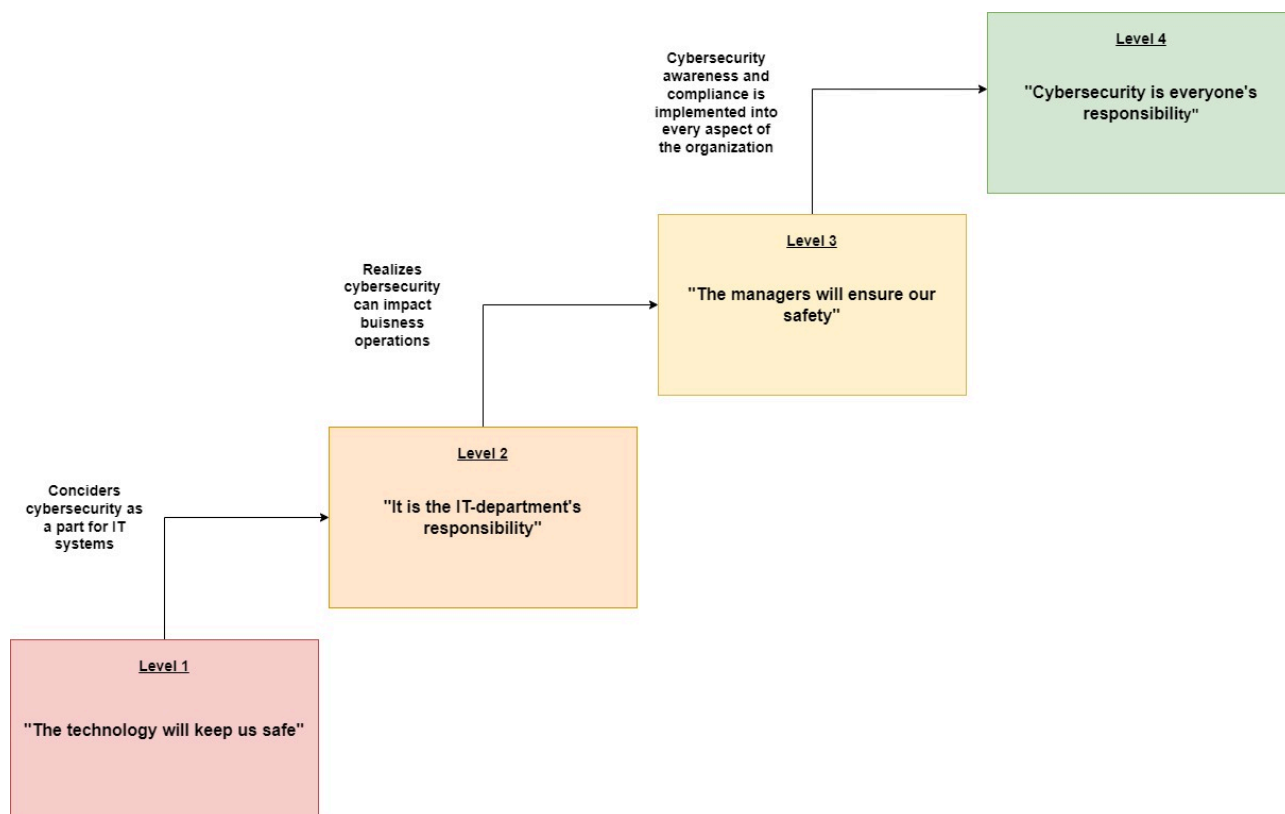 Level 4
"Cybersecurity is everyone's
responsibility"
Cybersecurity
awareness and
compliance is
implemented into
every aspect of
the organization
Level 3
"The managers will ensure our
safety"
Realizes
cybersecurity
can impact
buisness
operations
Level 2
"It is the IT-department's
responsibility"
Conciders
cybersecurity as
a part for IT
systems
Level 1
"The technology will keep us safe"